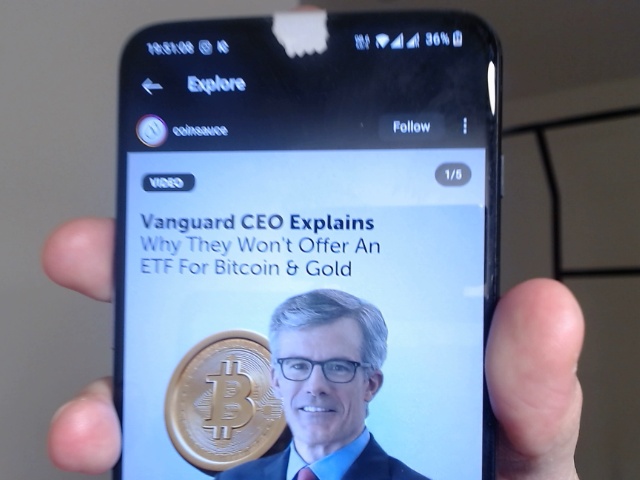 19:51:08
36%
Explore
coinsauce
Follow
VIDEO
1/5
Vanguard CEO Explains
Why They Won't Offer An
ETF For Bitcoin & Gold